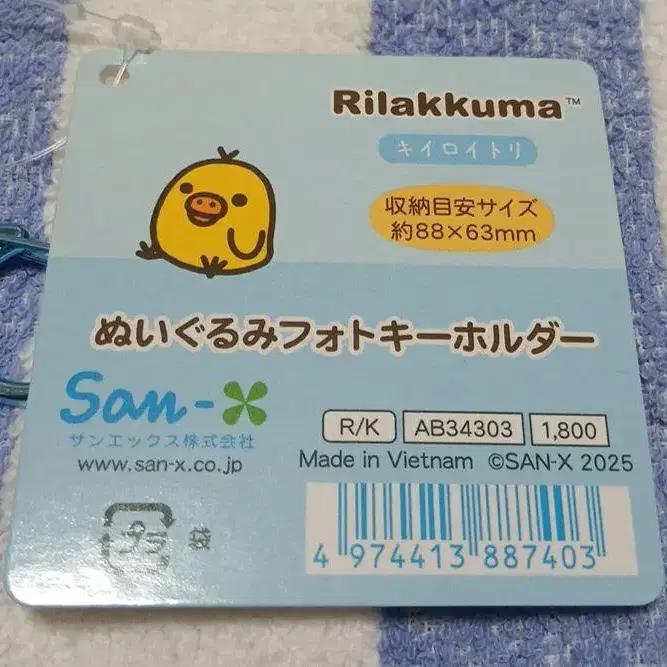 Rilakkuma™
キイロイトリ
収納目安サイズ
約88×63mm
ぬいぐるみフォトキーホルダー
San-X
サンエックス株式会社
www.san-x.co.jp
R/K AB34303 1,800
Made in Vietnam ©SAN-X 2025
プラ 袋
4 974413 887403